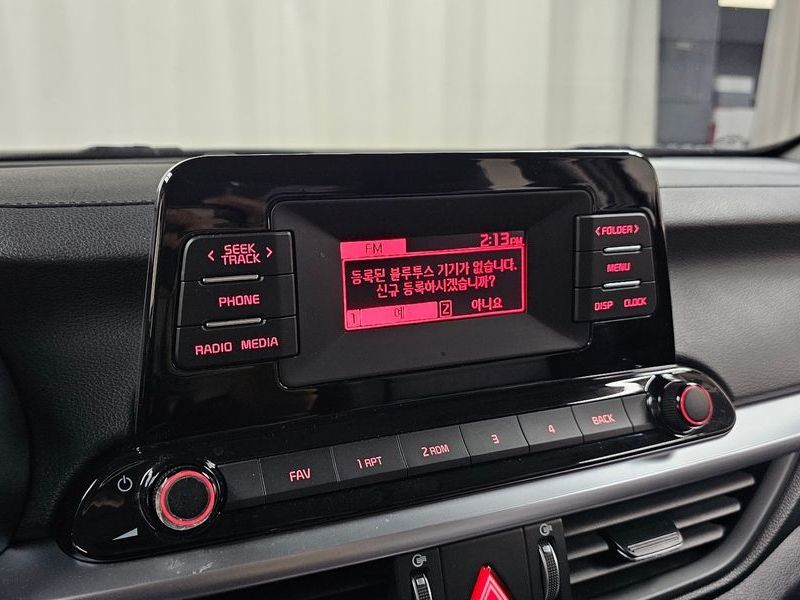 FM 2:13 PM
등록된 블루투스 기기가 없습니다.
신규 등록하시겠습니까?
1 예 2 아니요
< SEEK >
TRACK
PHONE
RADIO MEDIA
< FOLDER >
MENU
DISP CLOCK
FAV
1 RPT
2 RDM
3
4
BACK